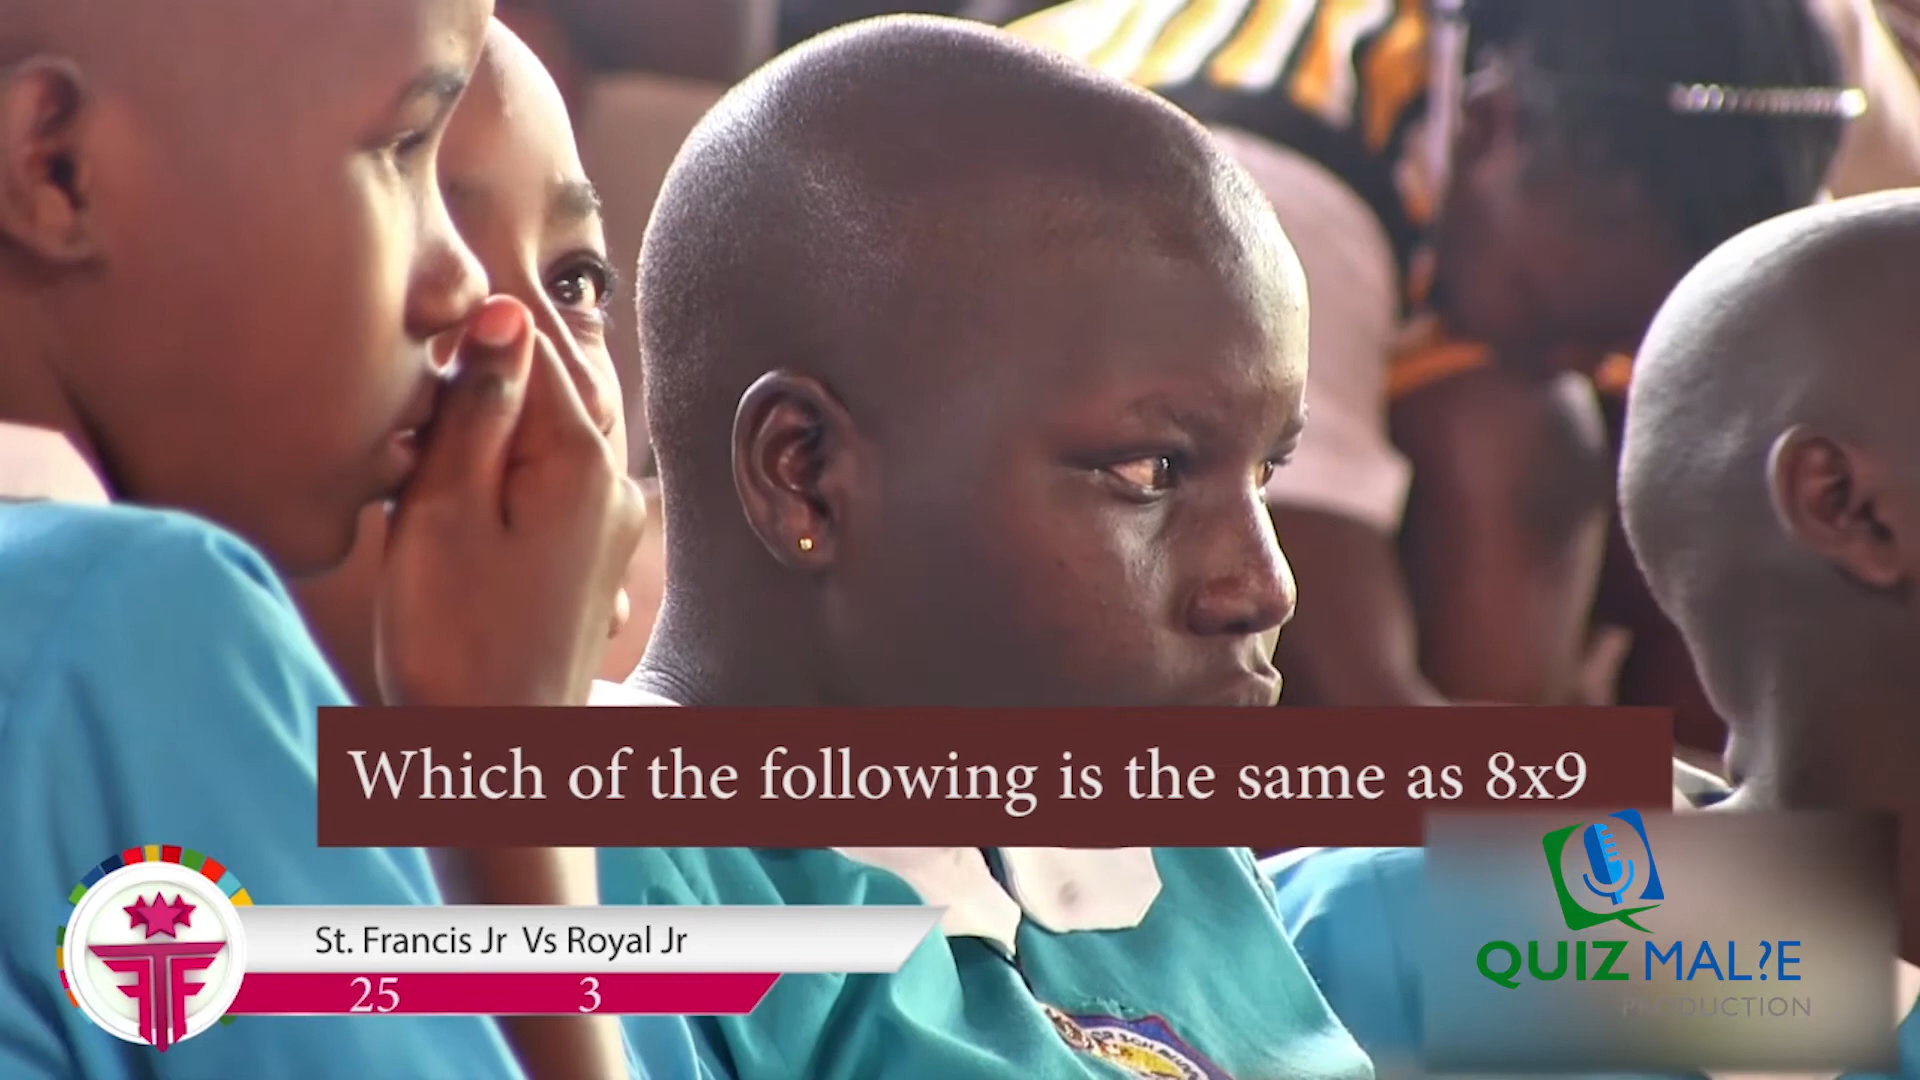 Which of the following is the same as 8x9
St. Francis Jr Vs Royal Jr
25 3
QUIZ MAL?E
PRODUCTION